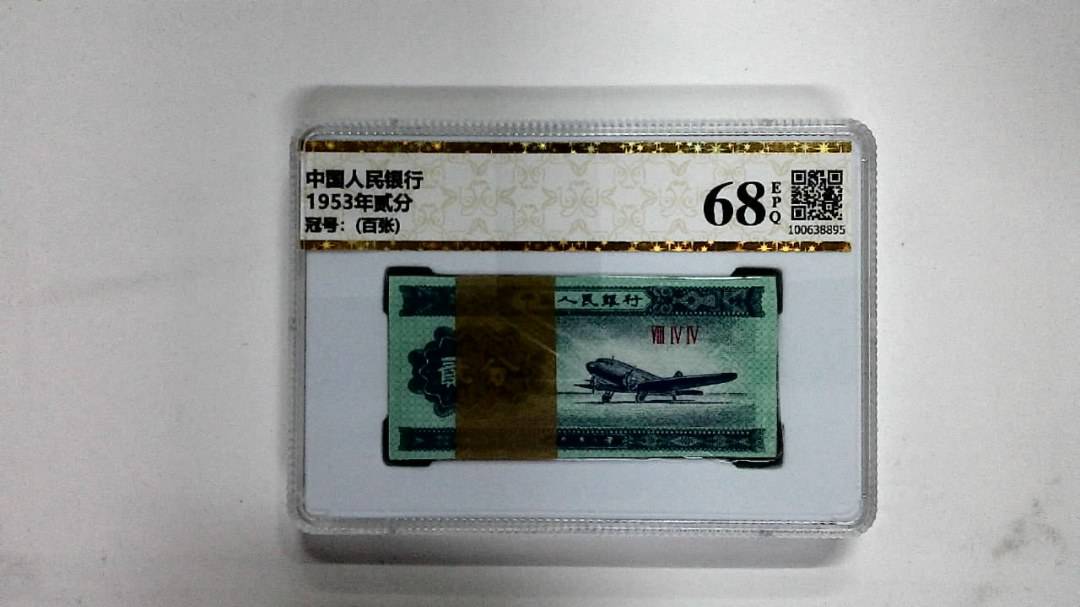 中国人民银行
1953年贰分
冠号：(百张)
68
EPQ
100638895
人民銀行
VIII IV IV